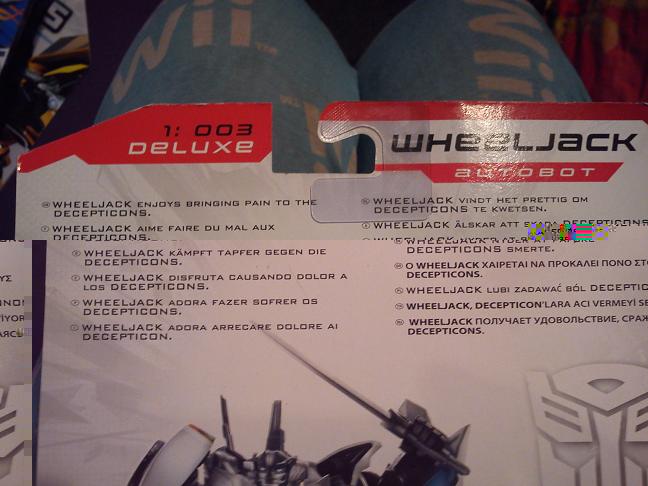 Wii™
Wii
1: 003
DELUXE
WHEELJACK
AUTOBOT
WHEELJACK ENJOYS BRINGING PAIN TO THE
DECEPTICONS.
WHEELJACK AIME FAIRE DU MAL AUX
WHEELJACK KÄMPFT TAPFER GEGEN DIE
DECEPTICONS.
WHEELJACK DISFRUTA CAUSANDO DOLOR A
LOS DECEPTICONS.
WHEELJACK ADORA FAZER SOFRER OS
DECEPTICONS.
WHEELJACK ADORA ARRECARE DOLORE AI
DECEPTICON.
WHEELJACK VINDT HET PRETTIG OM
DECEPTICONS TE KWETSEN.
WHEELJACK ÄLSKAR ATT DECEPTICONS
DECEPTICONS SMERTE.
Ο WHEELJACK ΧΑΙΡΕΤΑΙ ΝΑ ΠΡΟΚΑΛΕΙ ΠΟΝΟ ΣΤΟ
DECEPTICONS.
WHEELJACK LUBI ZADAWAĆ BÓL DECEPTIC
WHEELJACK, DECEPTICON'LARA ACI VERMEYİ SE
WHEELJACK ПОЛУЧАЕТ УДОВОЛЬСТВИЕ, СРАЖ
DECEPTICONS.